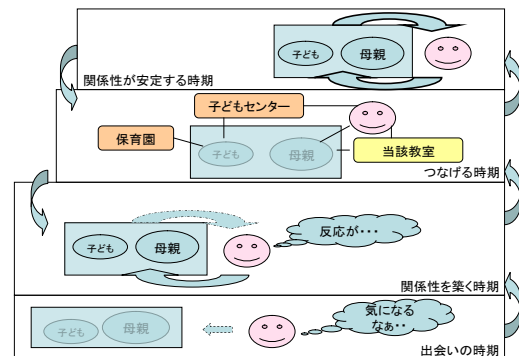 子ども
母親
関係性が安定する時期
子どもセンター
保育園
子ども
母親
当該教室
つなげる時期
子ども
母親
反応が・・・
関係性を築く時期
子ども
母親
気になる
なぁ・・
出会いの時期